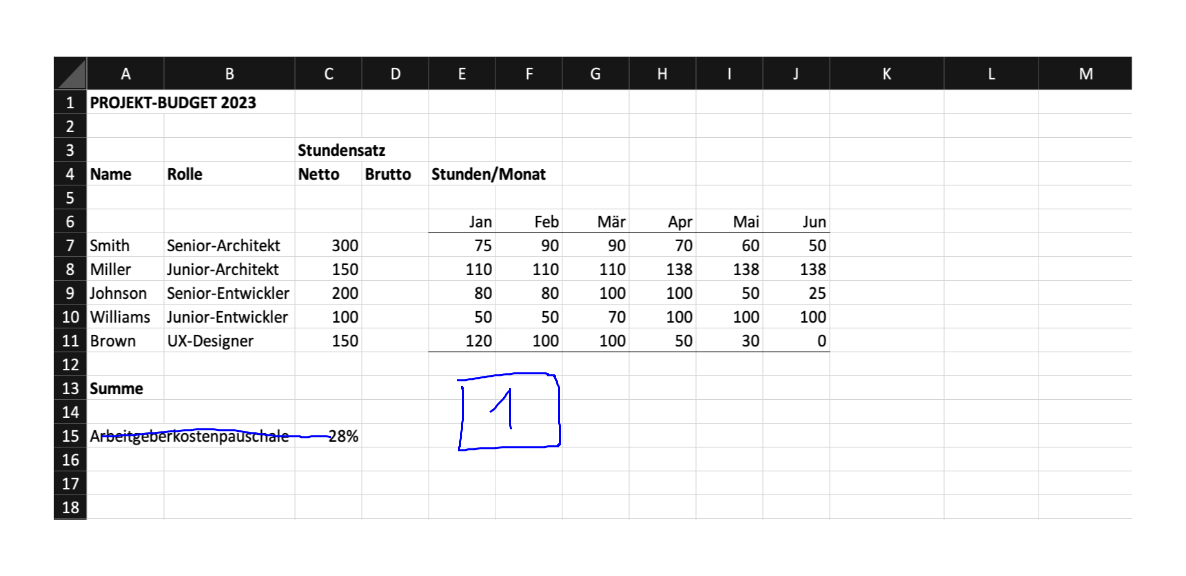 A B C D E F G H I J K L M
1 PROJEKT-BUDGET 2023
2
3 Stundensatz
4 Name Rolle Netto Brutto Stunden/Monat
5
6 Jan Feb Mär Apr Mai Jun
7 Smith Senior-Architekt 300 75 90 90 70 60 50
8 Miller Junior-Architekt 150 110 110 110 138 138 138
9 Johnson Senior-Entwickler 200 80 80 100 100 50 25
10 Williams Junior-Entwickler 100 50 50 70 100 100 100
11 Brown UX-Designer 150 120 100 100 50 30 0
12
13 Summe
1
14
15 Arbeitgeberkostenpauschale 28%
16
17
18